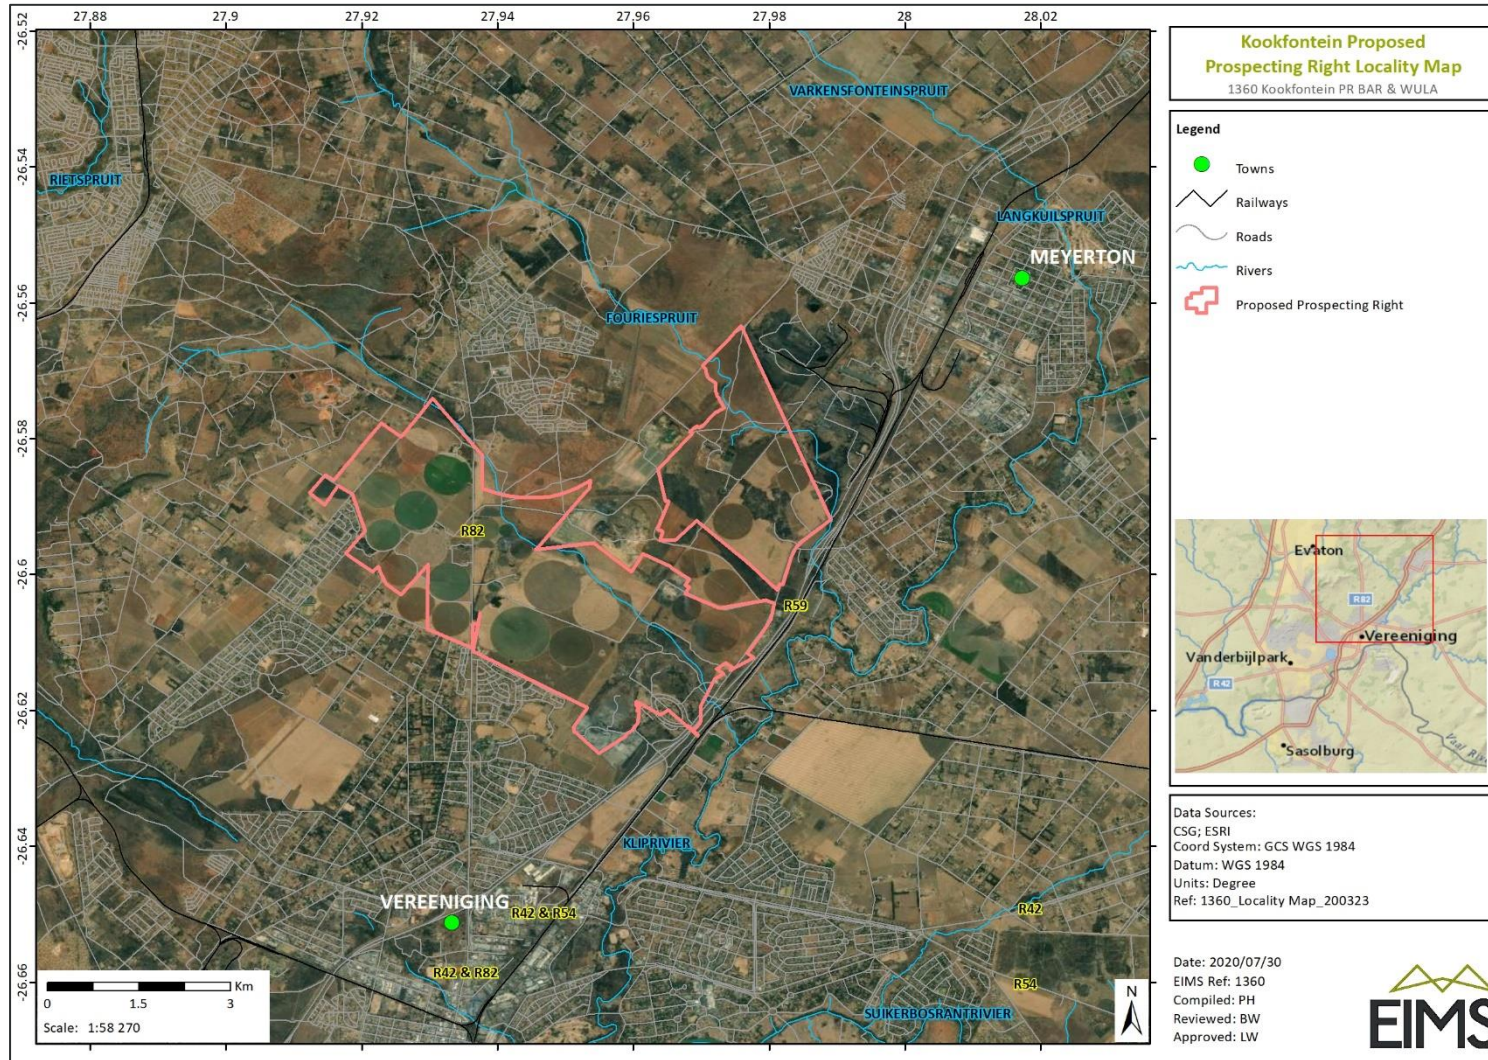 27.88 27.9 27.92 27.94 27.96 27.98 28 28.02
-26.52
-26.54
-26.56
-26.58
-26.6
-26.62
-26.64
-26.66
VARKENSFONTEINSPRUIT
RIETSPRUIT
LANGKUILSPRUIT
MEYERTON
FOURIESPRUIT
R82
R59
KLIPRIVIER
VEREENIGING
R42 & R54
R42
R42 & R82
R54
SUIKERBOSRANTRIVIER
Km
0 1.5 3
Scale: 1:58 270
N
Kookfontein Proposed
Prospecting Right Locality Map
1360 Kookfontein PR BAR & WULA
Legend
Towns
Railways
Roads
Rivers
Proposed Prospecting Right
Evaton
R82
Vereeniging
Vanderbijlpark
R42
Sasolburg
Vaal Riv
Data Sources:
CSG; ESRI
Coord System: GCS WGS 1984
Datum: WGS 1984
Units: Degree
Ref: 1360_Locality Map_200323
Date: 2020/07/30
EIMS Ref: 1360
Compiled: PH
Reviewed: BW
Approved: LW
EIMS